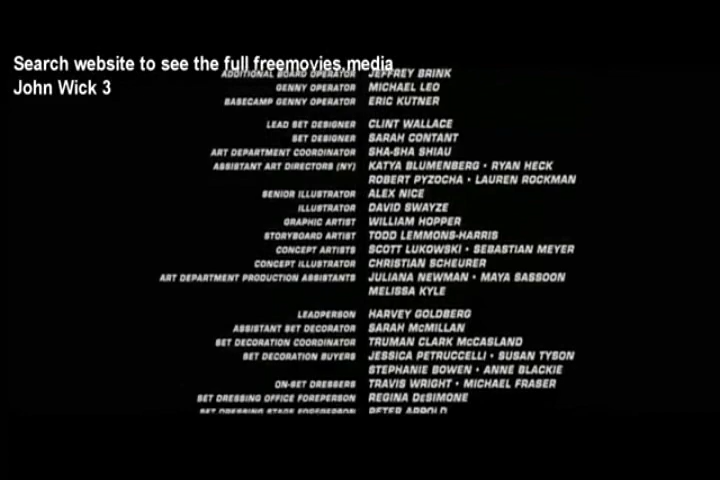 Search website to see the full freemovies.media
John Wick 3
ADDITIONAL BOARD OPERATOR JEFFREY BRINK
GENNY OPERATOR MICHAEL LEO
BASECAMP GENNY OPERATOR ERIC KUTNER
LEAD SET DESIGNER CLINT WALLACE
SET DESIGNER SARAH CONTANT
ART DEPARTMENT COORDINATOR SHA-SHA SHIAU
ASSISTANT ART DIRECTORS (NY) KATYA BLUMENBERG • RYAN HECK
ROBERT PYZOCHA • LAUREN ROCKMAN
SENIOR ILLUSTRATOR ALEX NICE
ILLUSTRATOR DAVID SWAYZE
GRAPHIC ARTIST WILLIAM HOPPER
STORYBOARD ARTIST TODD LEMMONS-HARRIS
CONCEPT ARTISTS SCOTT LUKOWSKI • SEBASTIAN MEYER
CONCEPT ILLUSTRATOR CHRISTIAN SCHEURER
ART DEPARTMENT PRODUCTION ASSISTANTS JULIANA NEWMAN • MAYA SASSOON
MELISSA KYLE
LEADPERSON HARVEY GOLDBERG
ASSISTANT SET DECORATOR SARAH McMILLAN
SET DECORATION COORDINATOR TRUMAN CLARK McCASLAND
SET DECORATION BUYERS JESSICA PETRUCCELLI • SUSAN TYSON
STEPHANIE BOWEN • ANNE BLACKIE
ON-SET DRESSERS TRAVIS WRIGHT • MICHAEL FRASER
SET DRESSING OFFICE FOREPERSON REGINA DeSIMONE
SET DRESSING STAGE FOREPERSON PETER ARNOLD